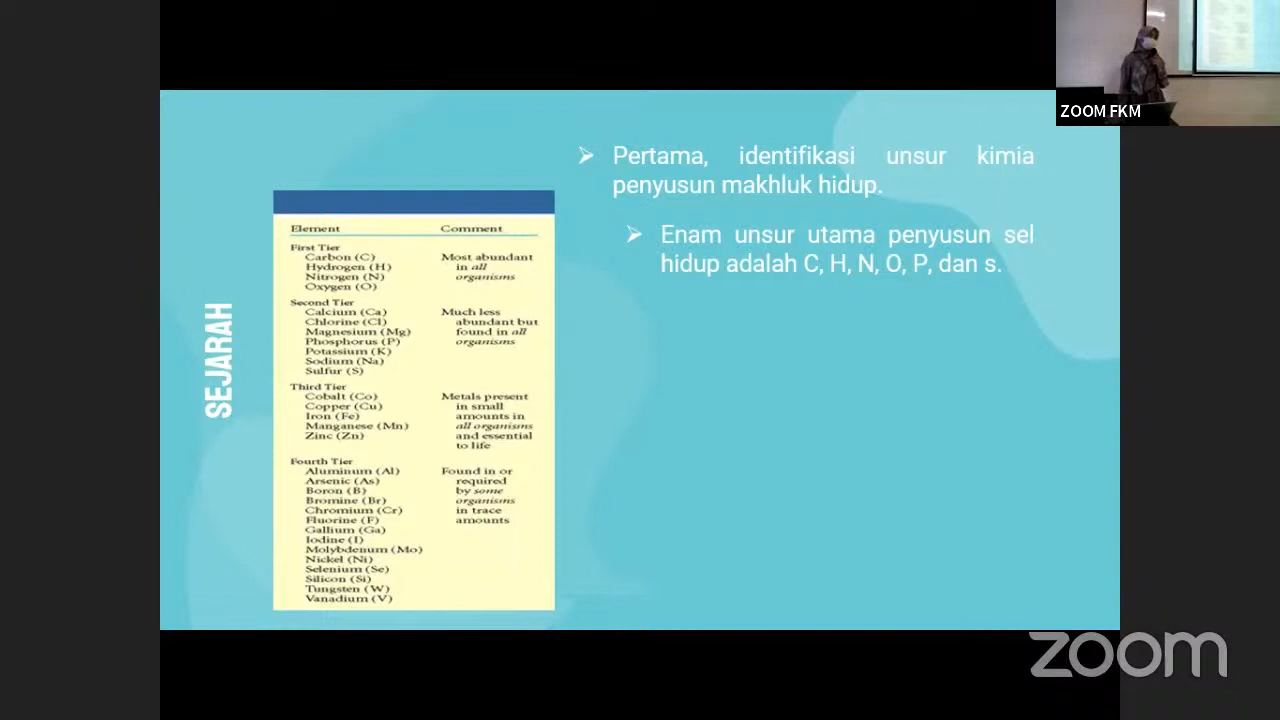 ZOOM FKM
SEJARAH
Element Comment
First Tier
Carbon (C) Most abundant
Hydrogen (H) in all
Nitrogen (N) organisms
Oxygen (O)
Second Tier
Calcium (Ca) Much less
Chlorine (Cl) abundant but
Magnesium (Mg) found in all
Phosphorus (P) organisms
Potassium (K)
Sodium (Na)
Sulfur (S)
Third Tier
Cobalt (Co) Metals present
Copper (Cu) in small
Iron (Fe) amounts in
Manganese (Mn) all organisms
Zinc (Zn) and essential
to life
Fourth Tier
Aluminum (Al) Found in or
Arsenic (As) required
Boron (B) by some
Bromine (Br) organisms
Chromium (Cr) in trace
Fluorine (F) amounts
Gallium (Ga)
Iodine (I)
Molybdenum (Mo)
Nickel (Ni)
Selenium (Se)
Silicon (Si)
Tungsten (W)
Vanadium (V)
Pertama, identifikasi unsur kimia
penyusun makhluk hidup.
Enam unsur utama penyusun sel
hidup adalah C, H, N, O, P, dan s.
zoom